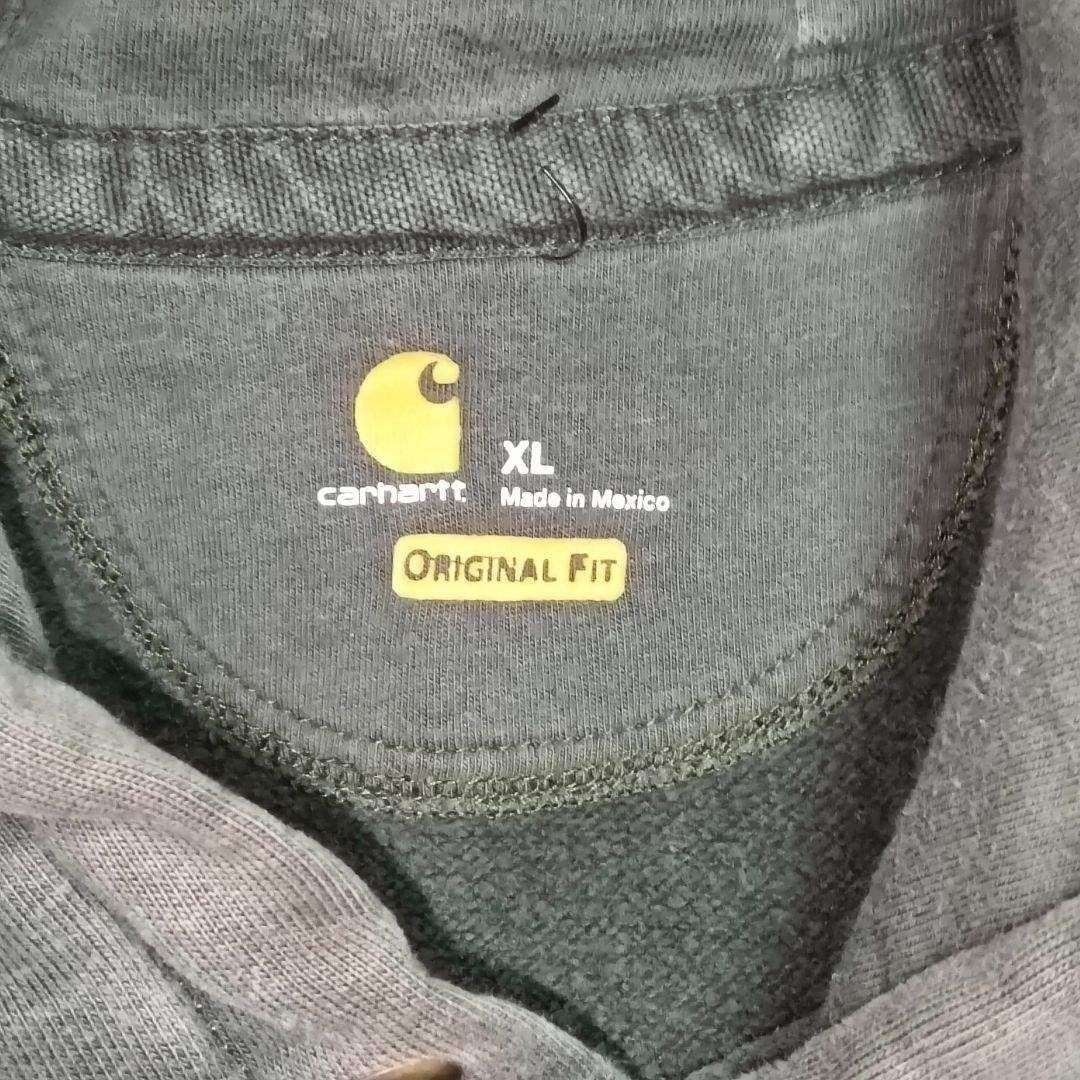 carhartt
XL
Made in Mexico
ORIGINAL FIT